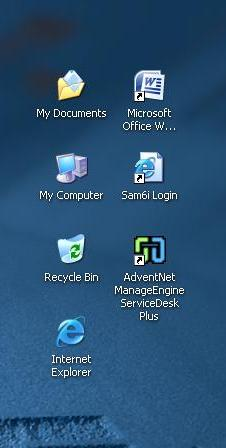 My Documents
Microsoft
Office W...
My Computer
Sam6i Login
Recycle Bin
AdventNet
ManageEngine
ServiceDesk
Plus
Internet
Explorer